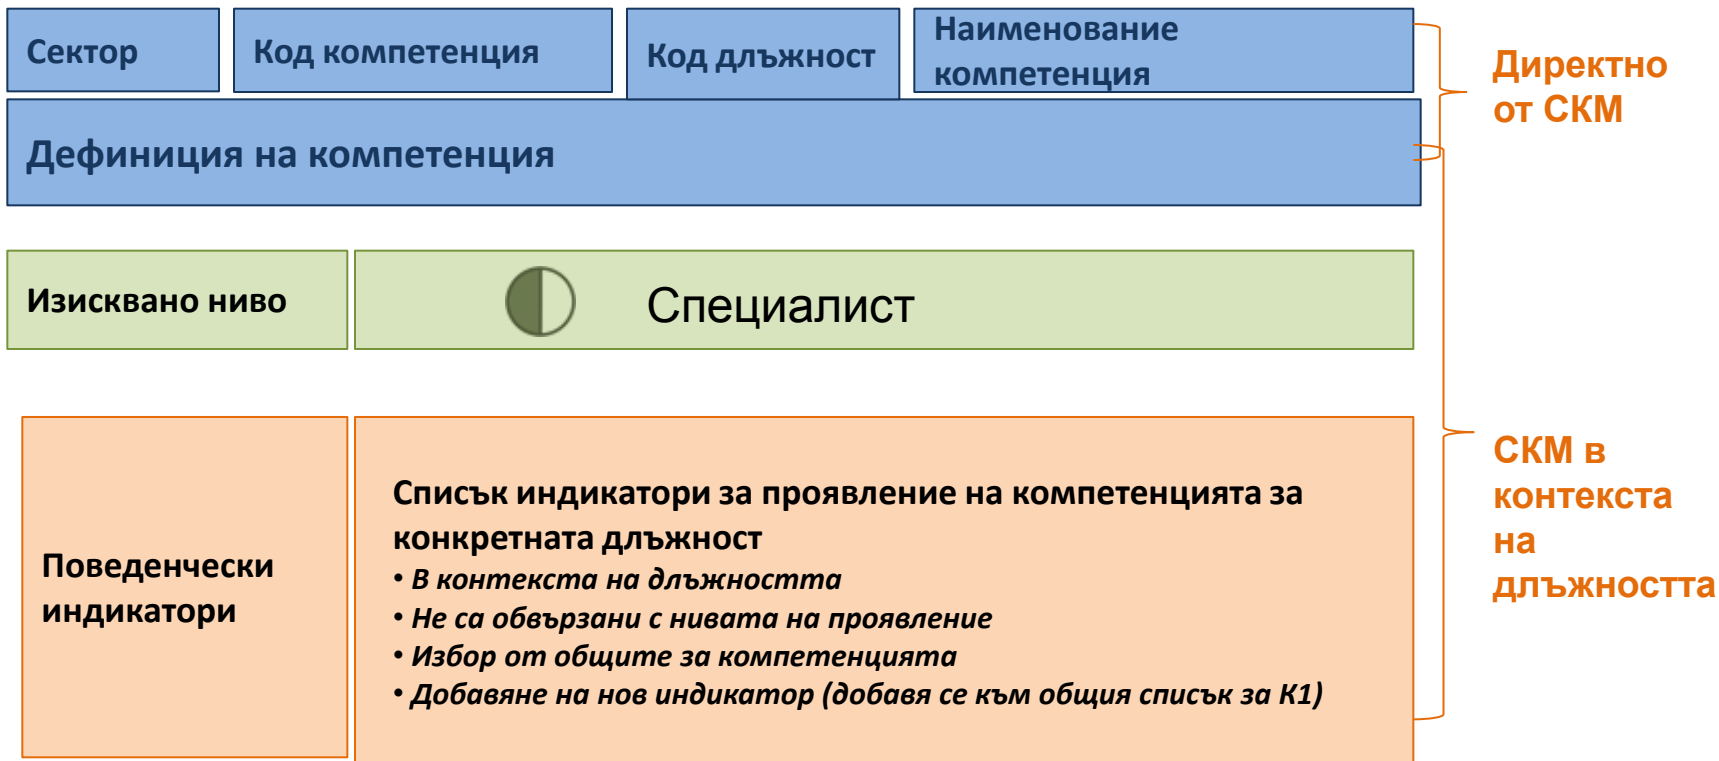 Сектор
Код компетенция
Код длъжност
Наименование
компетенция
Директно
от СКМ
Дефиниция на компетенция
Изисквано ниво
Специалист
Поведенчески
индикатори
Списък индикатори за проявление на компетенцията за
конкретната длъжност
• В контекста на длъжността
• Не са обвързани с нивата на проявление
• Избор от общите за компетенцията
• Добавяне на нов индикатор (добавя се към общия списък за К1)
СКМ в
контекста
на
длъжността